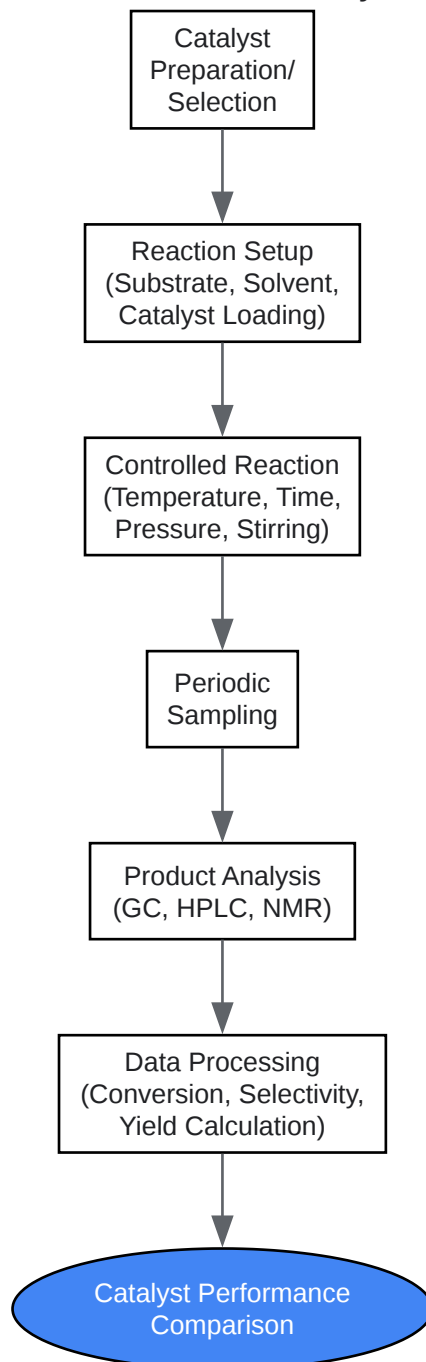 Catalyst
Preparation/
Selection
Reaction Setup
(Substrate, Solvent,
Catalyst Loading)
Controlled Reaction
(Temperature, Time,
Pressure, Stirring)
Periodic
Sampling
Product Analysis
(GC, HPLC, NMR)
Data Processing
(Conversion, Selectivity,
Yield Calculation)
Catalyst Performance
Comparison